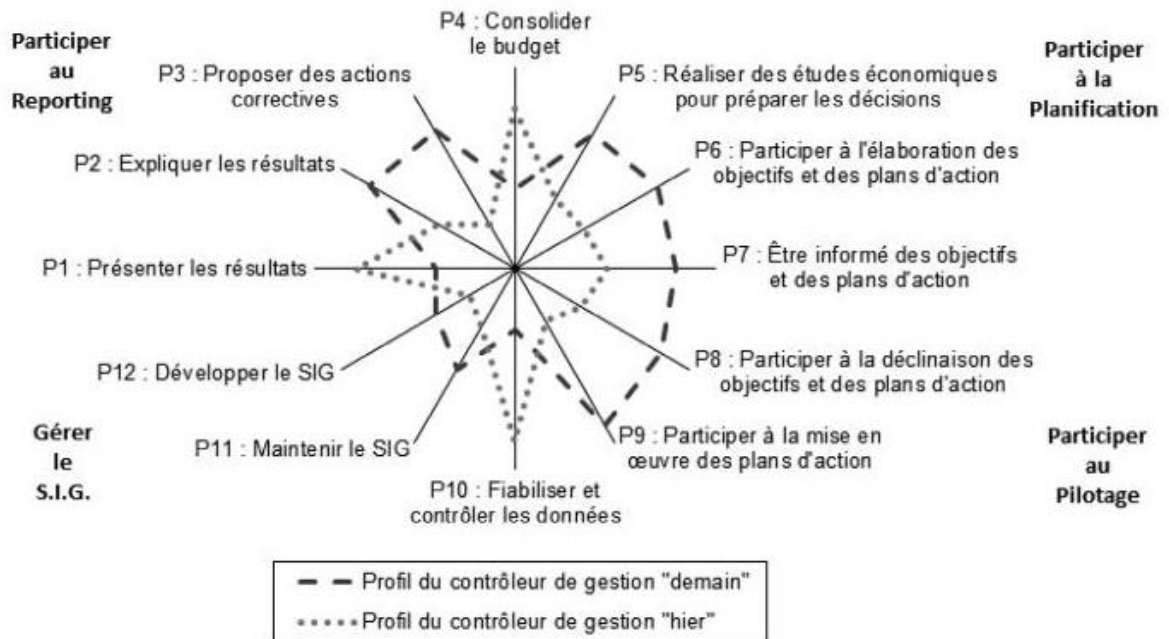 P4 : Consolider
le budget
Participer
au
Reporting
P3 : Proposer des actions
correctives
P5 : Réaliser des études économiques
pour préparer les décisions
Participer
à la
Planification
P2 : Expliquer les résultats
P6 : Participer à l'élaboration des
objectifs et des plans d'action
P1 : Présenter les résultats
P7 : Être informé des objectifs
et des plans d'action
P12 : Développer le SIG
P8 : Participer à la déclinaison des
objectifs et des plans d'action
Gérer
le
S.I.G.
P11 : Maintenir le SIG
P9 : Participer à la mise en
œuvre des plans d'action
Participer
au
Pilotage
P10 : Fiabiliser et
contrôler les données
Profil du contrôleur de gestion "demain"
Profil du contrôleur de gestion "hier"